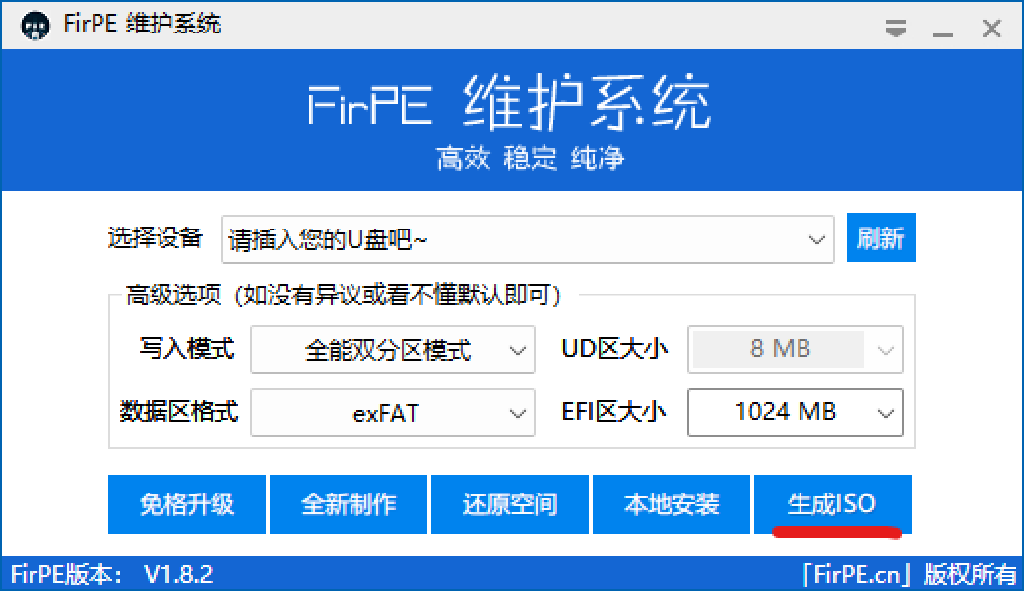 FirPE 维护系统
FirPE 维护系统
高效 稳定 纯净
选择设备 请插入您的U盘吧~ 刷新
高级选项（如没有异议或看不懂默认即可）
写入模式 全能双分区模式 UD区大小 8 MB
数据区格式 exFAT EFI区大小 1024 MB
免格升级 全新制作 还原空间 本地安装 生成ISO
FirPE版本： V1.8.2 「FirPE.cn」版权所有